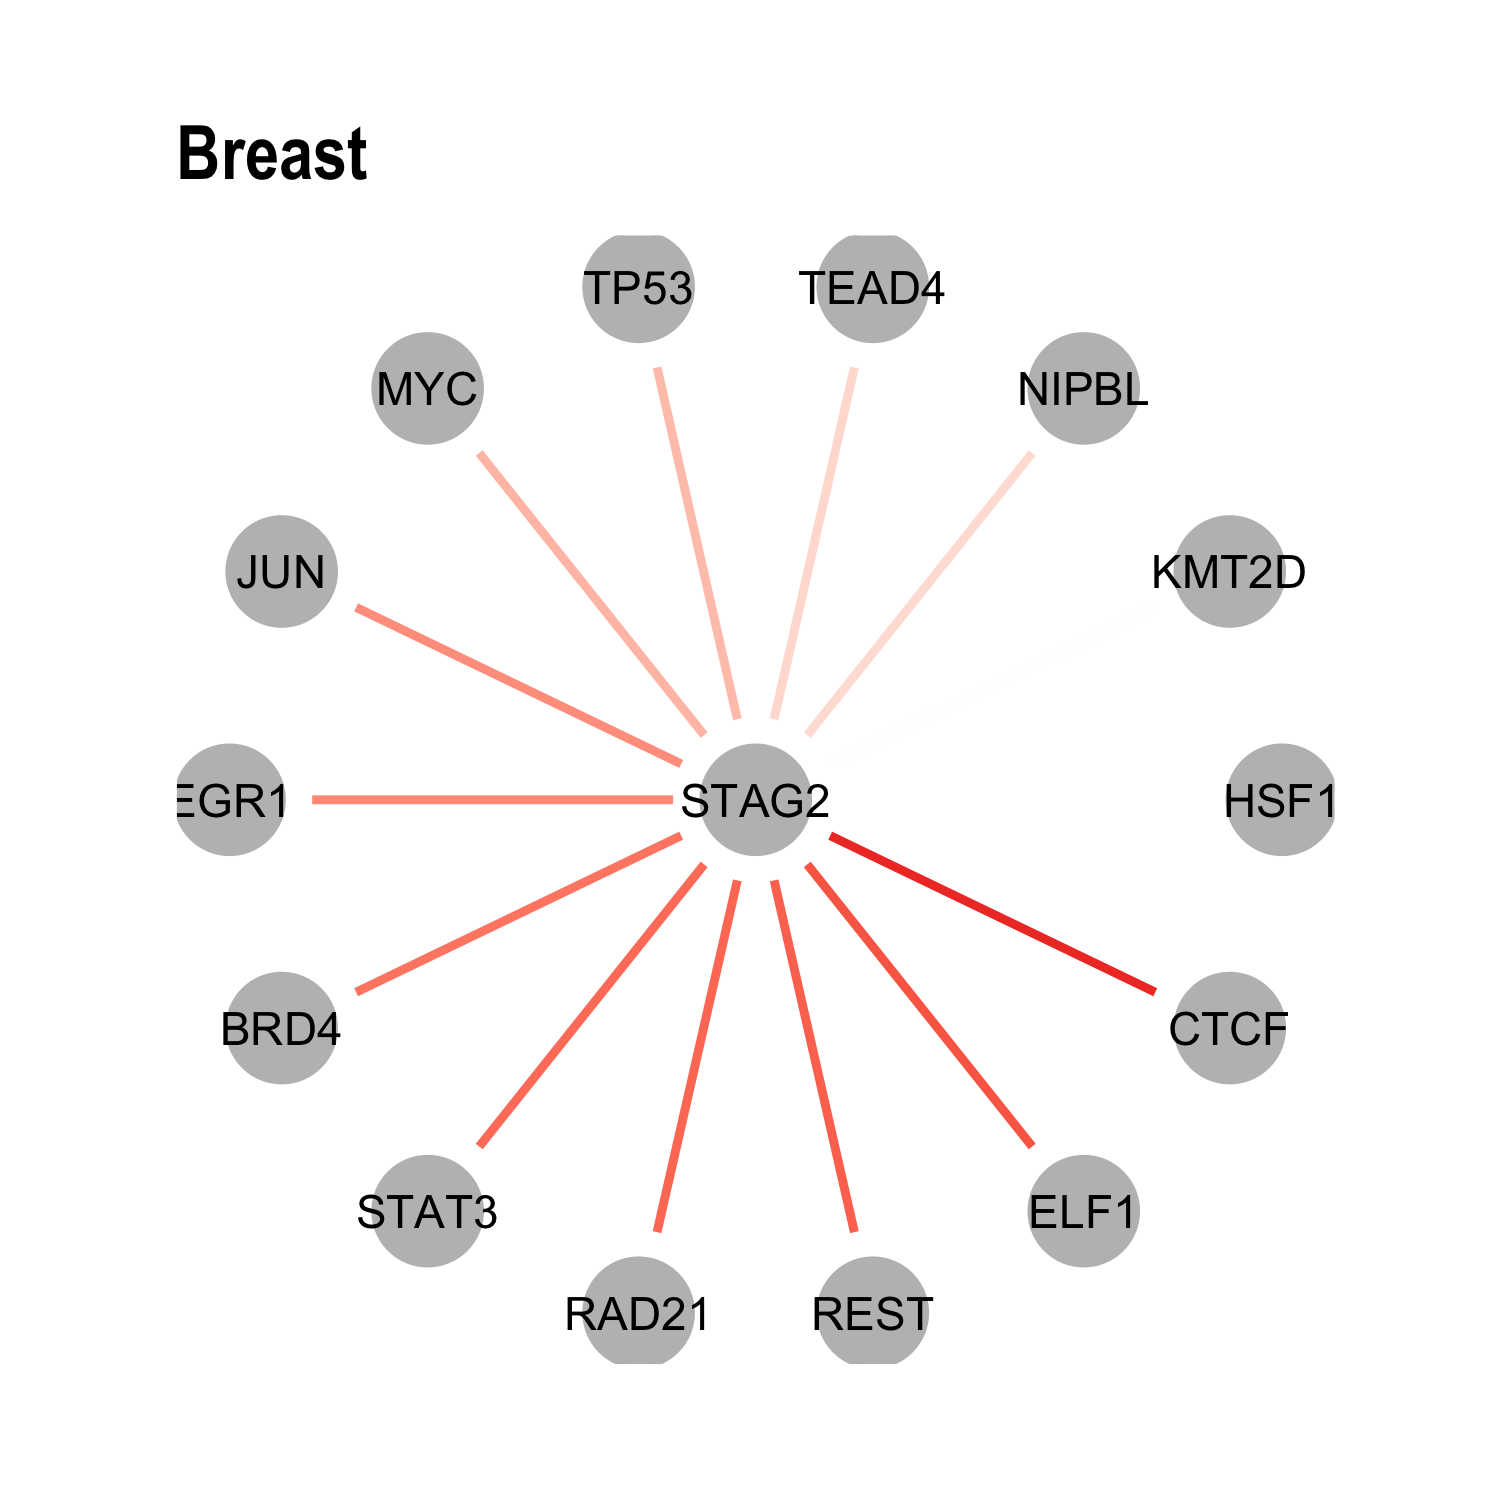 Breast
TP53
TEAD4
MYC
NIPBL
JUN
KMT2D
EGR1
STAG2
HSF1
BRD4
CTCF
STAT3
ELF1
RAD21
REST